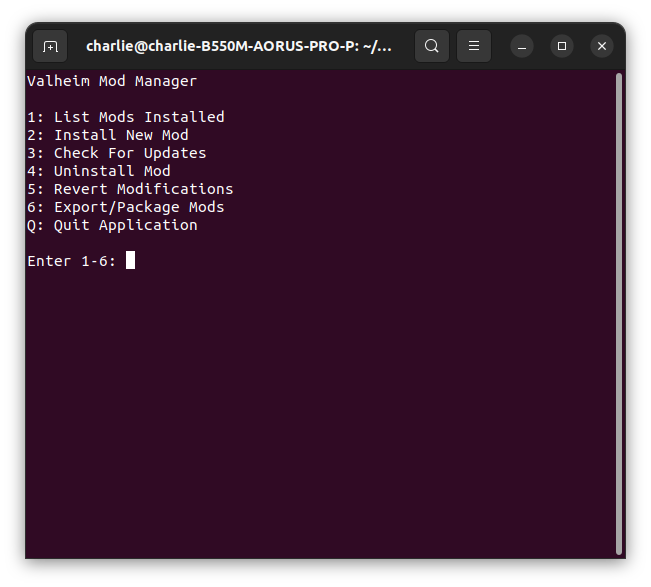 charlie@charlie-B550M-AORUS-PRO-P: ~/...
Valheim Mod Manager
1: List Mods Installed
2: Install New Mod
3: Check For Updates
4: Uninstall Mod
5: Revert Modifications
6: Export/Package Mods
Q: Quit Application
Enter 1-6: